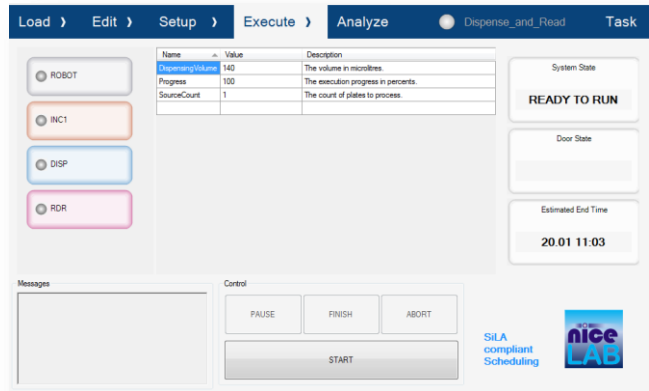 Load ❯ Edit ❯ Setup ❯ Execute ❯ Analyze Dispense_and_Read Task
ROBOT
INC1
DISP
RDR
Name Value Description
DispensingVolume 140 The volume in microlitres.
Progress 100 The execution progress in percents.
SourceCount 1 The count of plates to process.
System State
READY TO RUN
Door State
Estimated End Time
20.01 11:03
Messages
Control
PAUSE FINISH ABORT
START
SiLA
compliant
Scheduling
nice
LAB